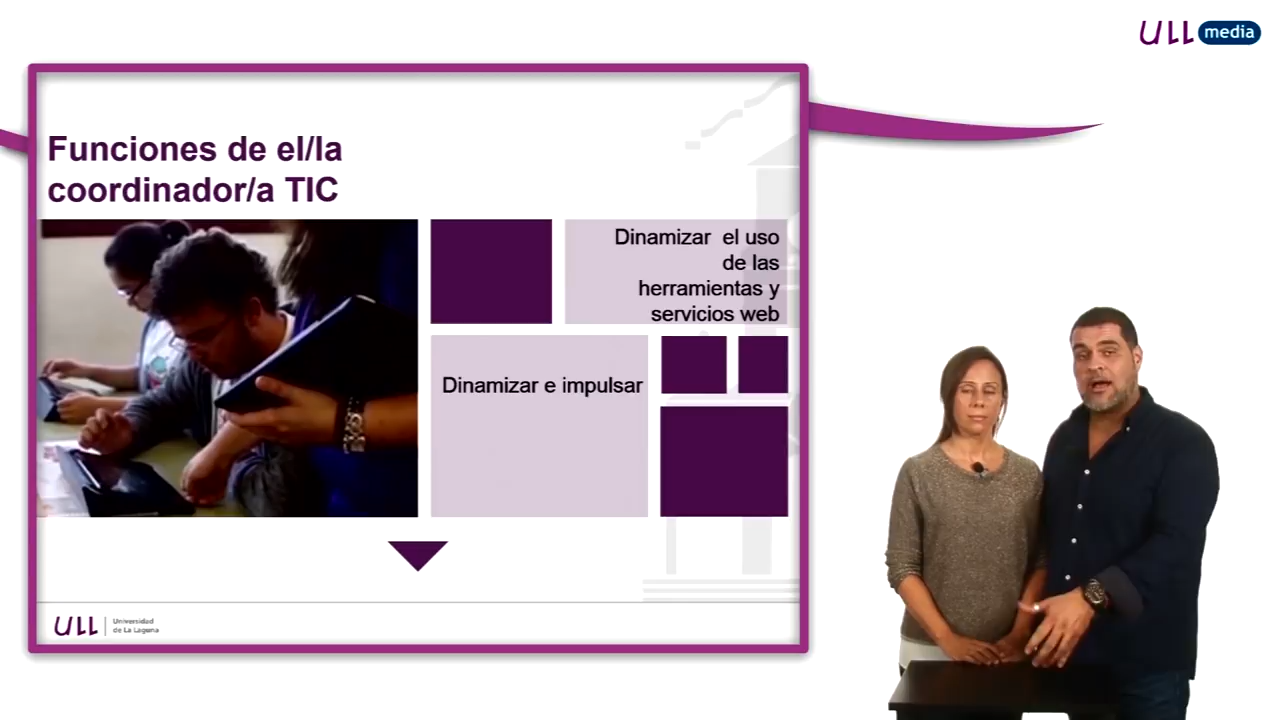 ULL media
Funciones de el/la
coordinador/a TIC
Dinamizar el uso
de las
herramientas y
servicios web
Dinamizar e impulsar
ULL
Universidad
de La Laguna